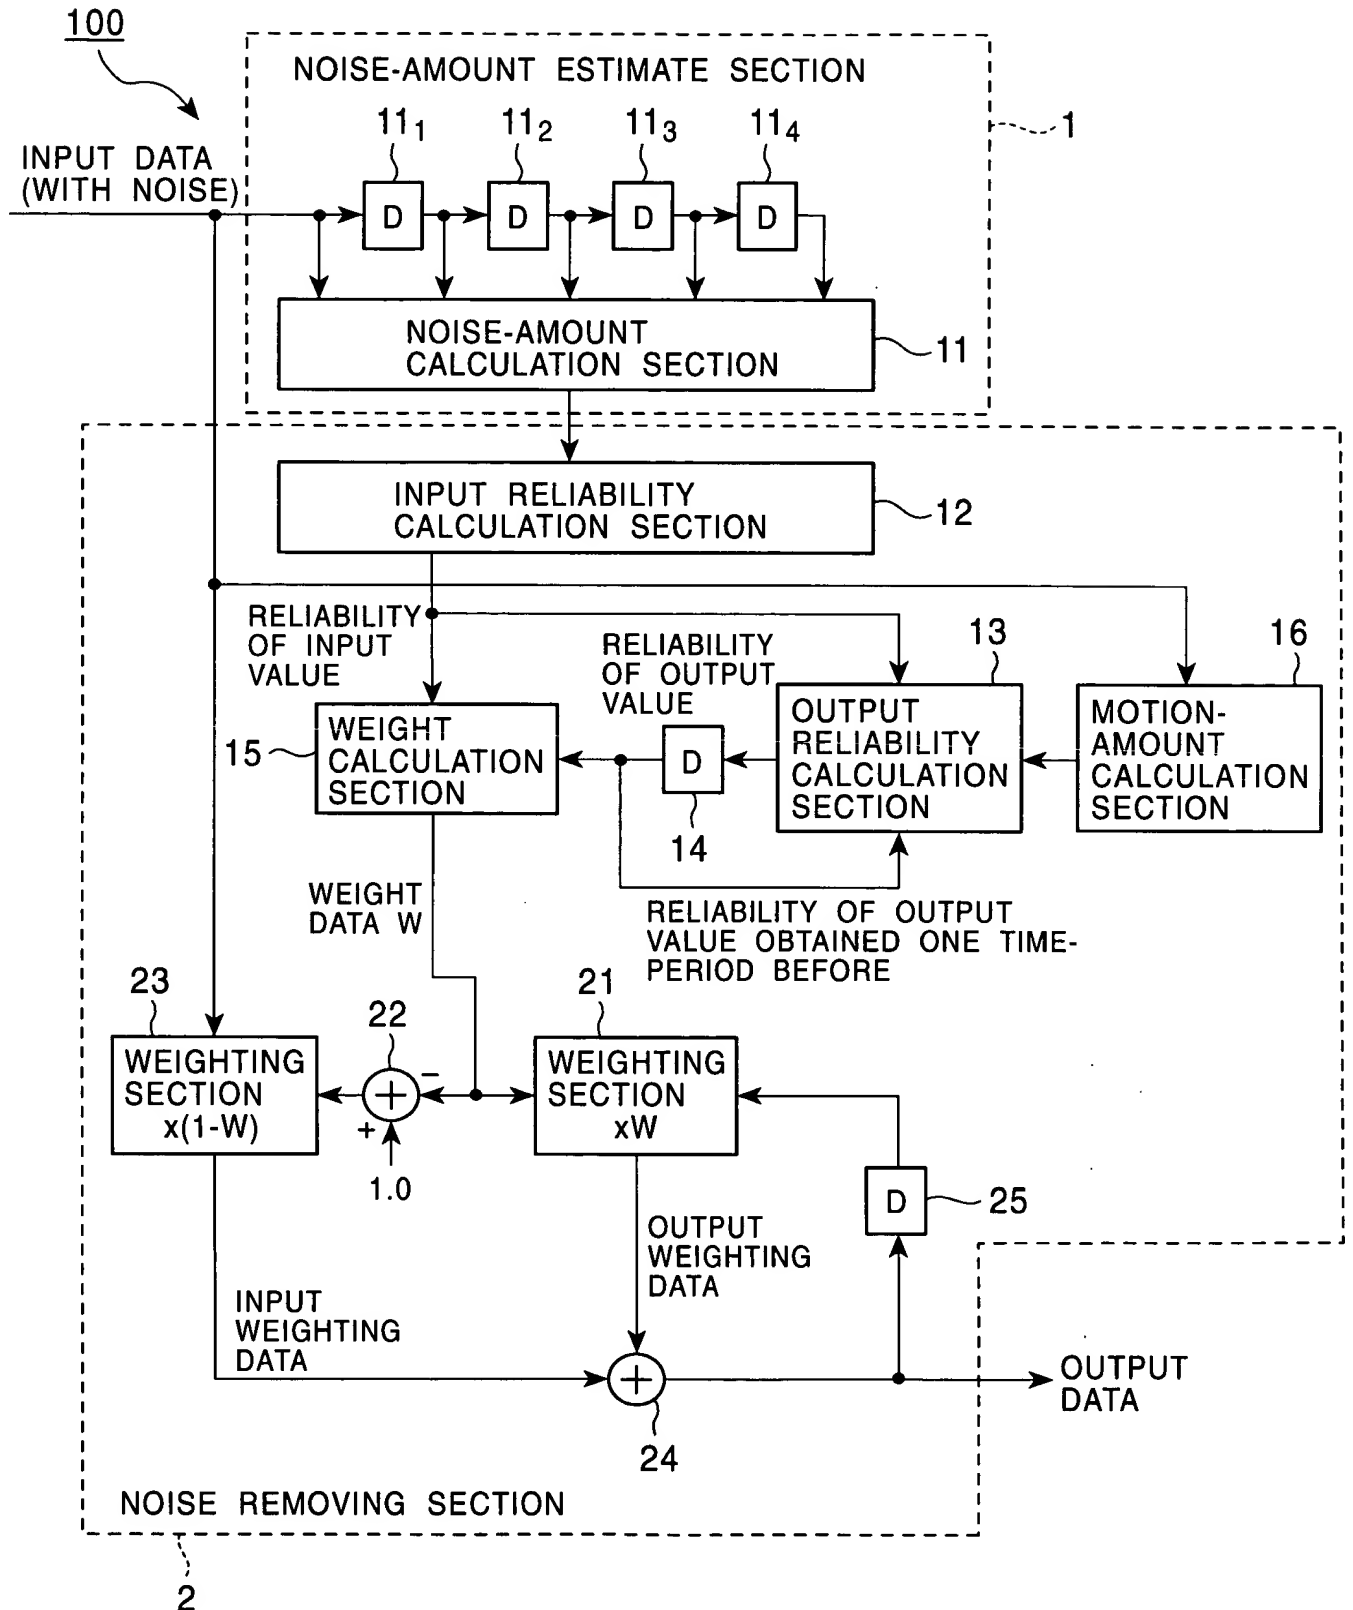 100
NOISE-AMOUNT ESTIMATE SECTION
11₁
11₂
11₃
11₄
1
INPUT DATA
(WITH NOISE)
D
D
D
D
NOISE-AMOUNT
CALCULATION SECTION
11
INPUT RELIABILITY
CALCULATION SECTION
12
RELIABILITY
OF INPUT
VALUE
RELIABILITY
OF OUTPUT
VALUE
13
16
15
WEIGHT
CALCULATION
SECTION
D
14
OUTPUT
RELIABILITY
CALCULATION
SECTION
MOTION-
AMOUNT
CALCULATION
SECTION
WEIGHT
DATA W
RELIABILITY OF OUTPUT
VALUE OBTAINED ONE TIME-
PERIOD BEFORE
23
22
21
WEIGHTING
SECTION
x(1-W)
+
−
+
1.0
WEIGHTING
SECTION
xW
D
25
OUTPUT
WEIGHTING
DATA
INPUT
WEIGHTING
DATA
+
24
OUTPUT
DATA
NOISE REMOVING SECTION
2